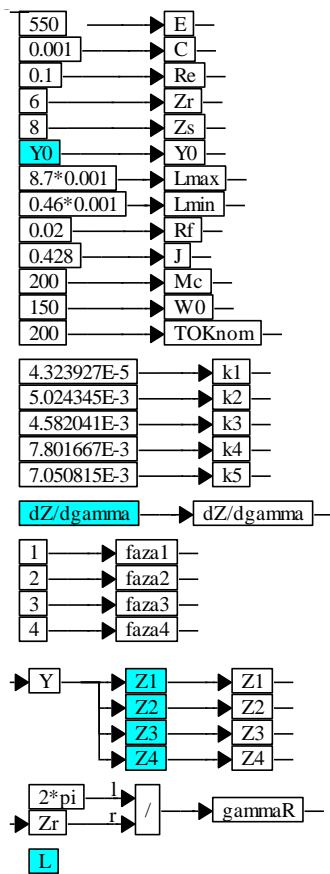 550 E
0.001 C
0.1 Re
6 Zr
8 Zs
Y0 Y0
8.7*0.001 Lmax
0.46*0.001 Lmin
0.02 Rf
0.428 J
200 Mc
150 W0
200 TOKnom
4.323927E-5 k1
5.024345E-3 k2
4.582041E-3 k3
7.801667E-3 k4
7.050815E-3 k5
dZ/dgamma dZ/dgamma
1 faza1
2 faza2
3 faza3
4 faza4
Y Z1 Z1
Z2 Z2
Z3 Z3
Z4 Z4
2*pi l / gammaR
Zr r
L